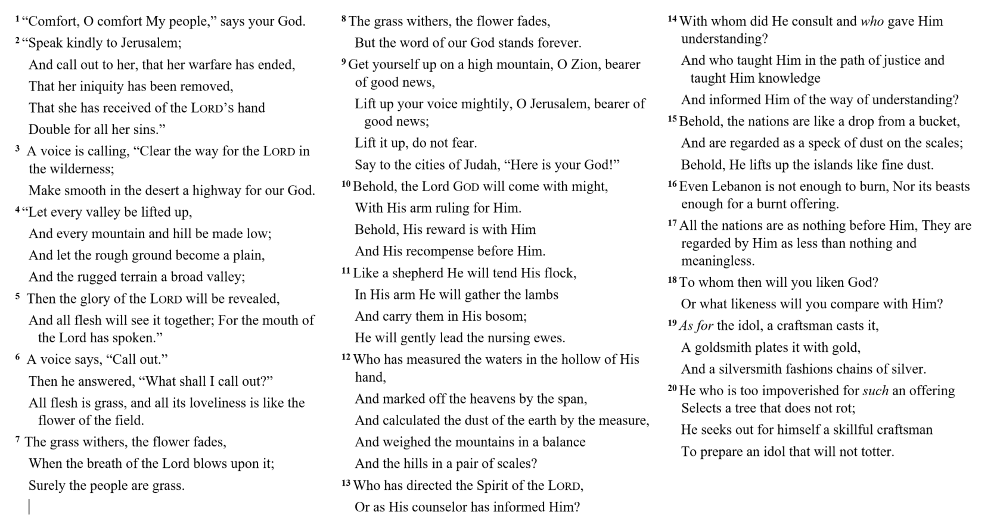 1 “Comfort, O comfort My people,” says your God.
2 “Speak kindly to Jerusalem;
And call out to her, that her warfare has ended,
That her iniquity has been removed,
That she has received of the LORD’S hand
Double for all her sins.”
3 A voice is calling, “Clear the way for the LORD in
the wilderness;
Make smooth in the desert a highway for our God.
4 “Let every valley be lifted up,
And every mountain and hill be made low;
And let the rough ground become a plain,
And the rugged terrain a broad valley;
5 Then the glory of the LORD will be revealed,
And all flesh will see it together; For the mouth of
the Lord has spoken.”
6 A voice says, “Call out.”
Then he answered, “What shall I call out?”
All flesh is grass, and all its loveliness is like the
flower of the field.
7 The grass withers, the flower fades,
When the breath of the Lord blows upon it;
Surely the people are grass.
8 The grass withers, the flower fades,
But the word of our God stands forever.
9 Get yourself up on a high mountain, O Zion, bearer
of good news,
Lift up your voice mightily, O Jerusalem, bearer of
good news;
Lift it up, do not fear.
Say to the cities of Judah, “Here is your God!”
10 Behold, the Lord GOD will come with might,
With His arm ruling for Him.
Behold, His reward is with Him
And His recompense before Him.
11 Like a shepherd He will tend His flock,
In His arm He will gather the lambs
And carry them in His bosom;
He will gently lead the nursing ewes.
12 Who has measured the waters in the hollow of His
hand,
And marked off the heavens by the span,
And calculated the dust of the earth by the measure,
And weighed the mountains in a balance
And the hills in a pair of scales?
13 Who has directed the Spirit of the LORD,
Or as His counselor has informed Him?
14 With whom did He consult and who gave Him
understanding?
And who taught Him in the path of justice and
taught Him knowledge
And informed Him of the way of understanding?
15 Behold, the nations are like a drop from a bucket,
And are regarded as a speck of dust on the scales;
Behold, He lifts up the islands like fine dust.
16 Even Lebanon is not enough to burn, Nor its beasts
enough for a burnt offering.
17 All the nations are as nothing before Him, They are
regarded by Him as less than nothing and
meaningless.
18 To whom then will you liken God?
Or what likeness will you compare with Him?
19 As for the idol, a craftsman casts it,
A goldsmith plates it with gold,
And a silversmith fashions chains of silver.
20 He who is too impoverished for such an offering
Selects a tree that does not rot;
He seeks out for himself a skillful craftsman
To prepare an idol that will not totter.